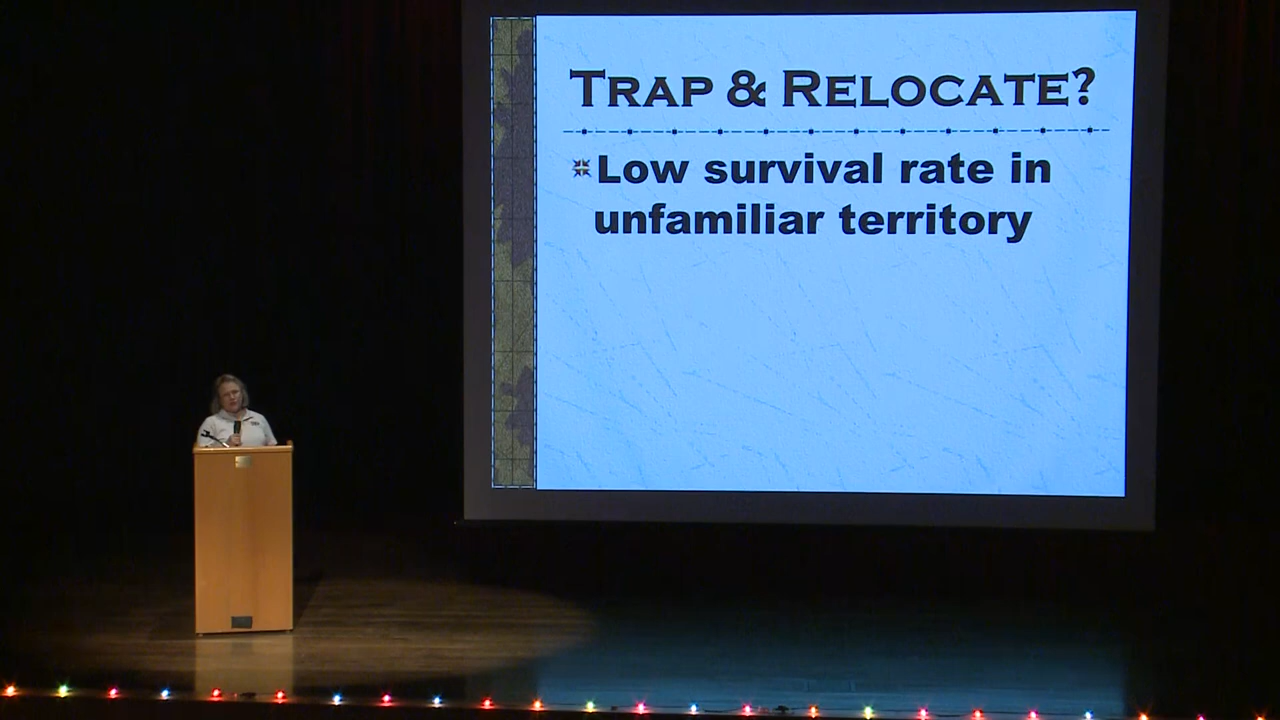 TRAP & RELOCATE?
Low survival rate in
unfamiliar territory